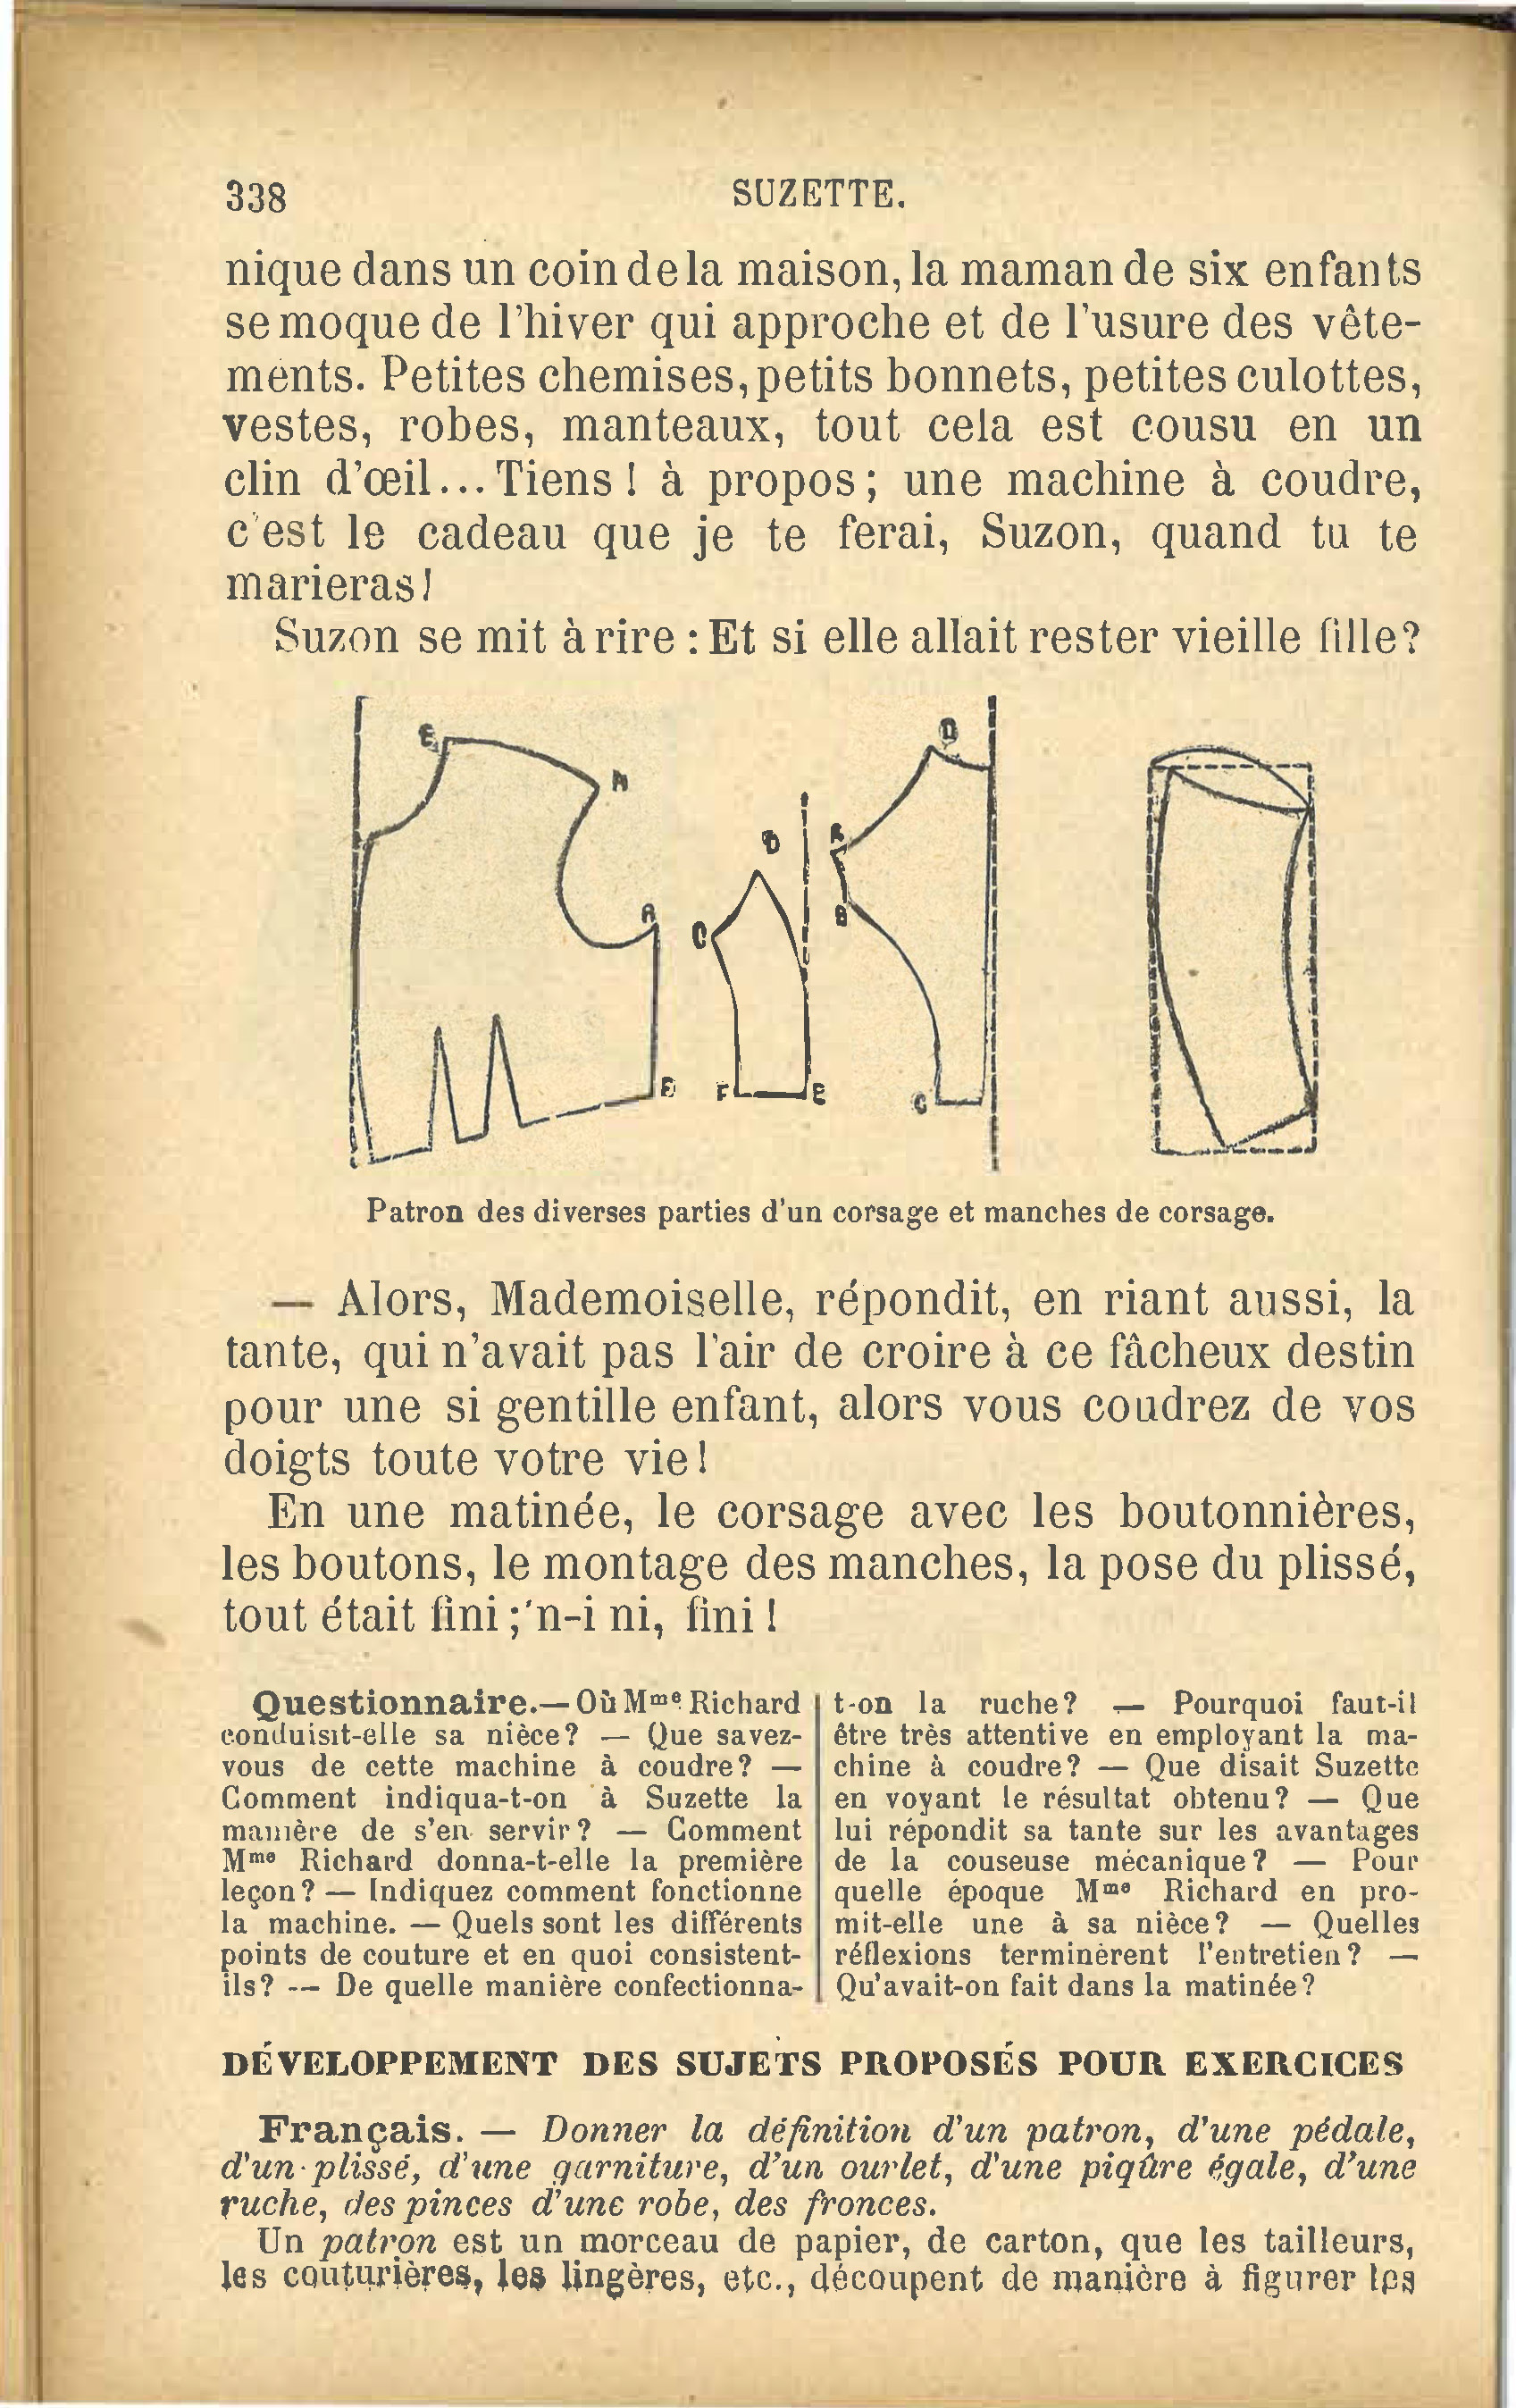 338
SUZETTE.
nique dans un coin de la maison, la maman de six enfants
se moque de l'hiver qui approche et de l'usure des vête-
ments. Petites chemises, petits bonnets, petites culottes,
vestes, robes, manteaux, tout cela est cousu en un
clin d'œil... Tiens ! à propos ; une machine à coudre,
c'est le cadeau que je te ferai, Suzon, quand tu te
marieras !
Suzon se mit à rire : Et si elle allait rester vieille fille ?
E
A
D
C
F
E
D
A
B
C
A
E
Patron des diverses parties d'un corsage et manches de corsage.
— Alors, Mademoiselle, répondit, en riant aussi, la
tante, qui n'avait pas l'air de croire à ce fâcheux destin
pour une si gentille enfant, alors vous coudrez de vos
doigts toute votre vie !
En une matinée, le corsage avec les boutonnières,
les boutons, le montage des manches, la pose du plissé,
tout était fini ; n-i ni, fini !
Questionnaire. — Où Mme Richard
conduisit-elle sa nièce ? — Que savez-
vous de cette machine à coudre ? —
Comment indiqua-t-on à Suzette la
manière de s'en servir ? — Comment
Mme Richard donna-t-elle la première
leçon ? — Indiquez comment fonctionne
la machine. — Quels sont les différents
points de couture et en quoi consistent-
ils ? — De quelle manière confectionna-
t-on la ruche ? — Pourquoi faut-il
être très attentive en employant la ma-
chine à coudre ? — Que disait Suzette
en voyant le résultat obtenu ? — Que
lui répondit sa tante sur les avantages
de la couseuse mécanique ? — Pour
quelle époque Mme Richard en pro-
mit-elle une à sa nièce ? — Quelles
réflexions terminèrent l'entretien ? —
Qu'avait-on fait dans la matinée ?
DÉVELOPPEMENT DES SUJETS PROPOSÉS POUR EXERCICES
Français. — Donner la définition d'un patron, d'une pédale,
d'un plissé, d'une garniture, d'un ourlet, d'une piqûre égale, d'une
ruche, des pinces d'une robe, des fronces.
Un patron est un morceau de papier, de carton, que les tailleurs,
les couturières, les lingères, etc., découpent de manière à figurer les